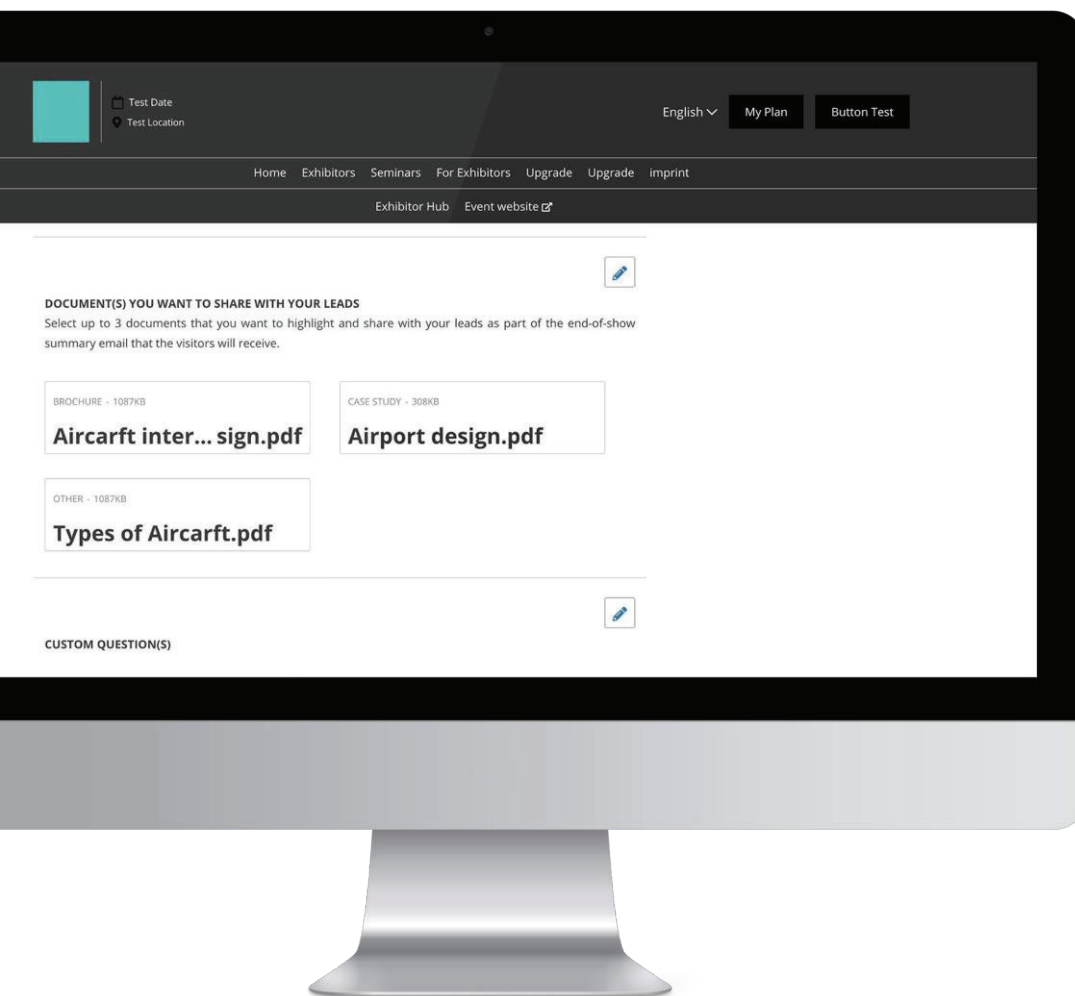 Test Date
Test Location
English
My Plan
Button Test
Home Exhibitors Seminars For Exhibitors Upgrade Upgrade imprint
Exhibitor Hub Event website
DOCUMENT(S) YOU WANT TO SHARE WITH YOUR LEADS
Select up to 3 documents that you want to highlight and share with your leads as part of the end-of-show
summary email that the visitors will receive.
BROCHURE - 1087KB
Aircarft inter... sign.pdf
CASE STUDY - 308KB
Airport design.pdf
OTHER - 1087KB
Types of Aircarft.pdf
CUSTOM QUESTION(S)